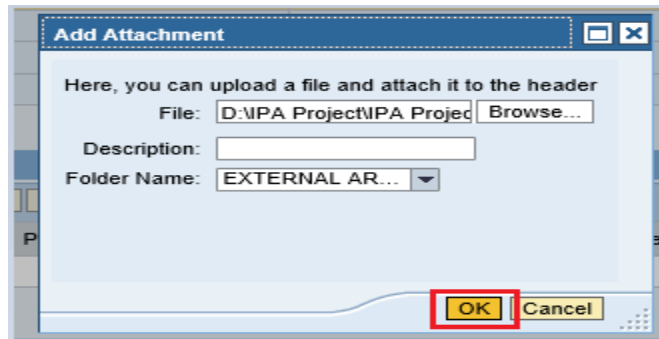 Add Attachment
Here, you can upload a file and attach it to the header
File: D:\IPA Project\IPA Projec Browse...
Description:
Folder Name: EXTERNAL AR...
P
OK Cancel